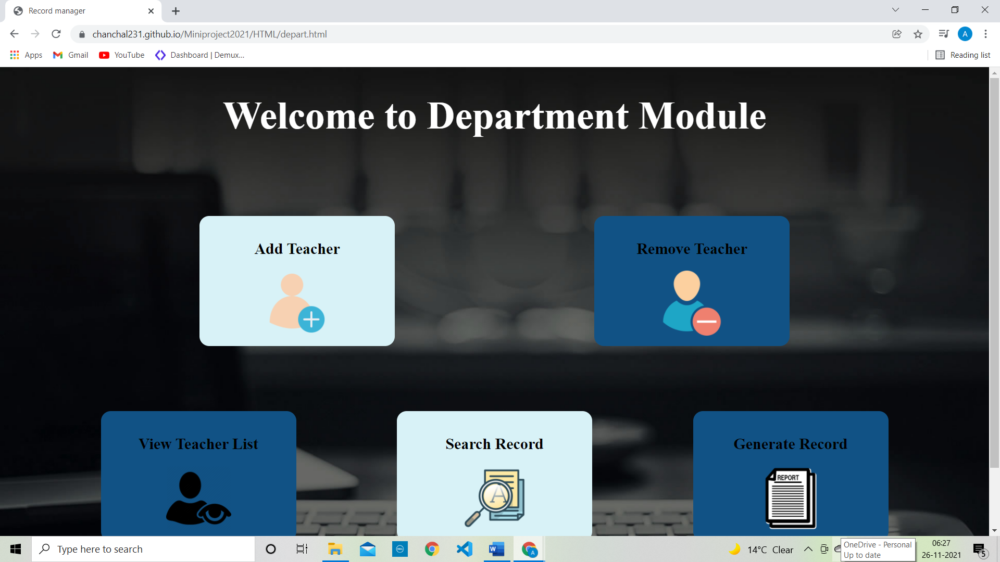 Record manager
chanchal231.github.io/Miniproject2021/HTML/depart.html
A
Apps
Gmail
YouTube
Dashboard | Demux...
Reading list
Welcome to Department Module
Add Teacher
Remove Teacher
View Teacher List
Search Record
A
Generate Record
REPORT
Type here to search
DELL
W
A
14°C Clear
OneDrive - Personal
Up to date
06:27
26-11-2021
5